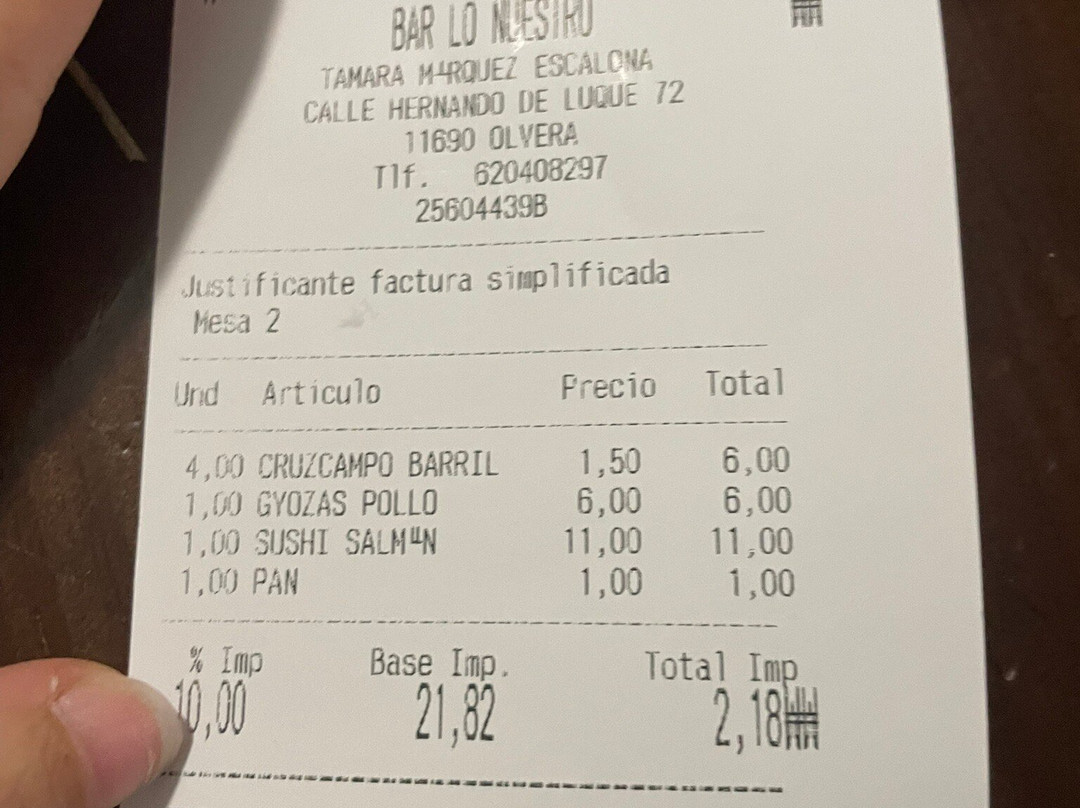 BAR LO NUESTRO
TAMARA M┴RQUEZ ESCALONA
CALLE HERNANDO DE LUQUE 72
11690 OLVERA
Tlf. 620408297
25604439B
Justificante factura simplificada
Mesa 2
Und Artículo Precio Total
4,00 CRUZCAMPO BARRIL 1,50 6,00
1,00 GYOZAS POLLO 6,00 6,00
1,00 SUSHI SALM╙N 11,00 11,00
1,00 PAN 1,00 1,00
% Imp Base Imp. Total Imp
10,00 21,82 2,18